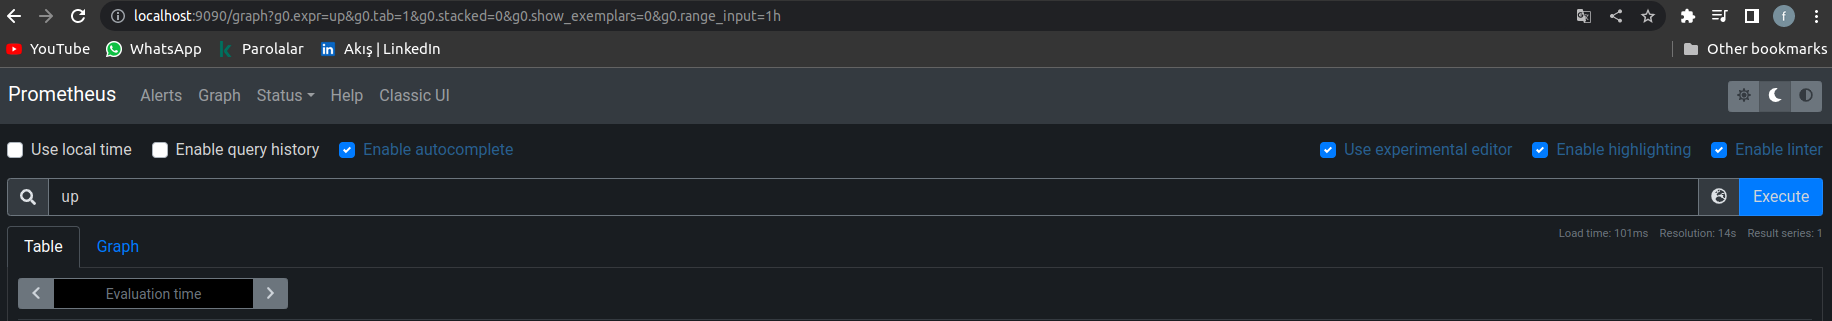 localhost:9090/graph?g0.expr=up&g0.tab=1&g0.stacked=0&g0.show_exemplars=0&g0.range_input=1h f
YouTube WhatsApp Parolalar Akış | LinkedIn Other bookmarks
Prometheus Alerts Graph Status Help Classic UI
Use local time Enable query history Enable autocomplete Use experimental editor Enable highlighting Enable linter
up Execute
Table Graph Load time: 101ms Resolution: 14s Result series: 1
Evaluation time